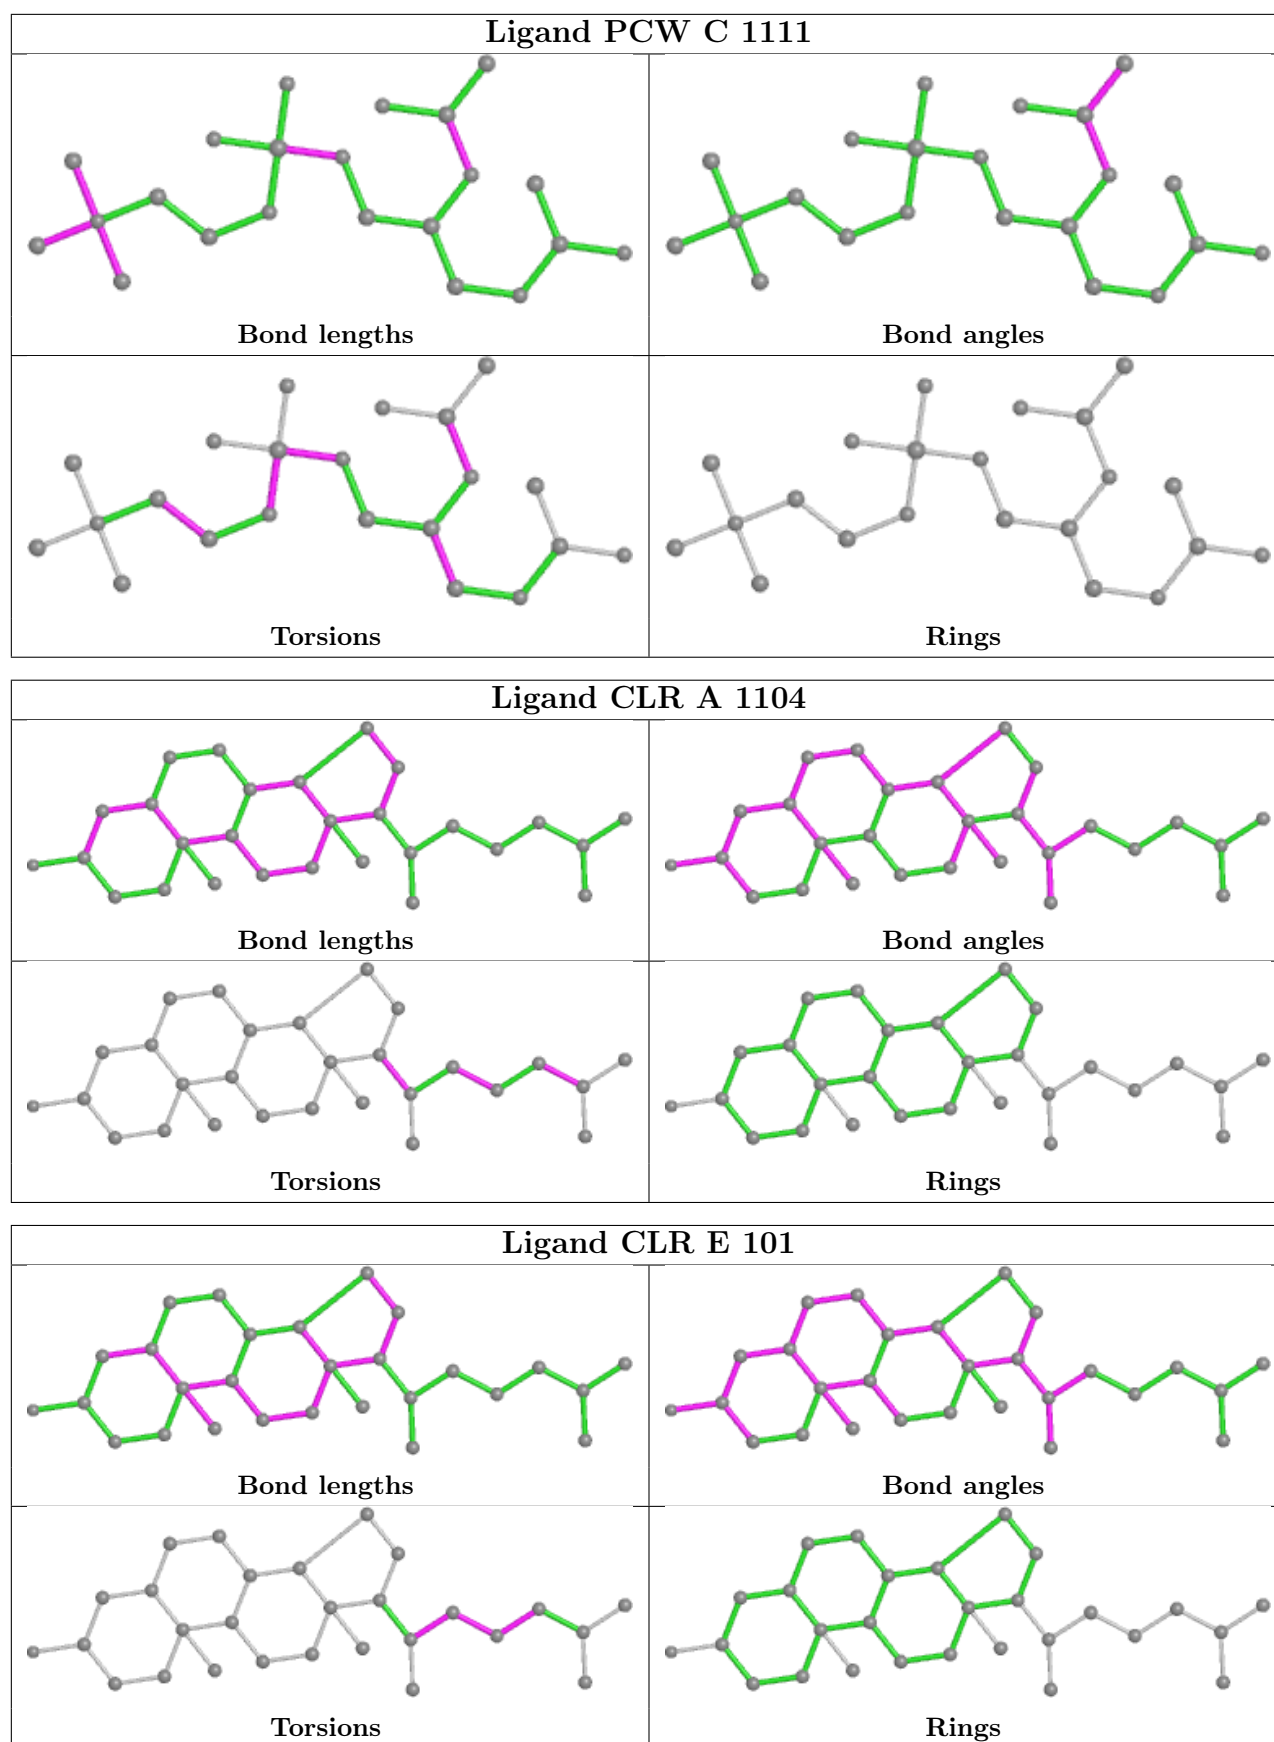 Ligand PCW C 1111
Bond lengths
Bond angles
Torsions
Rings
Ligand CLR A 1104
Bond lengths
Bond angles
Torsions
Rings
Ligand CLR E 101
Bond lengths
Bond angles
Torsions
Rings